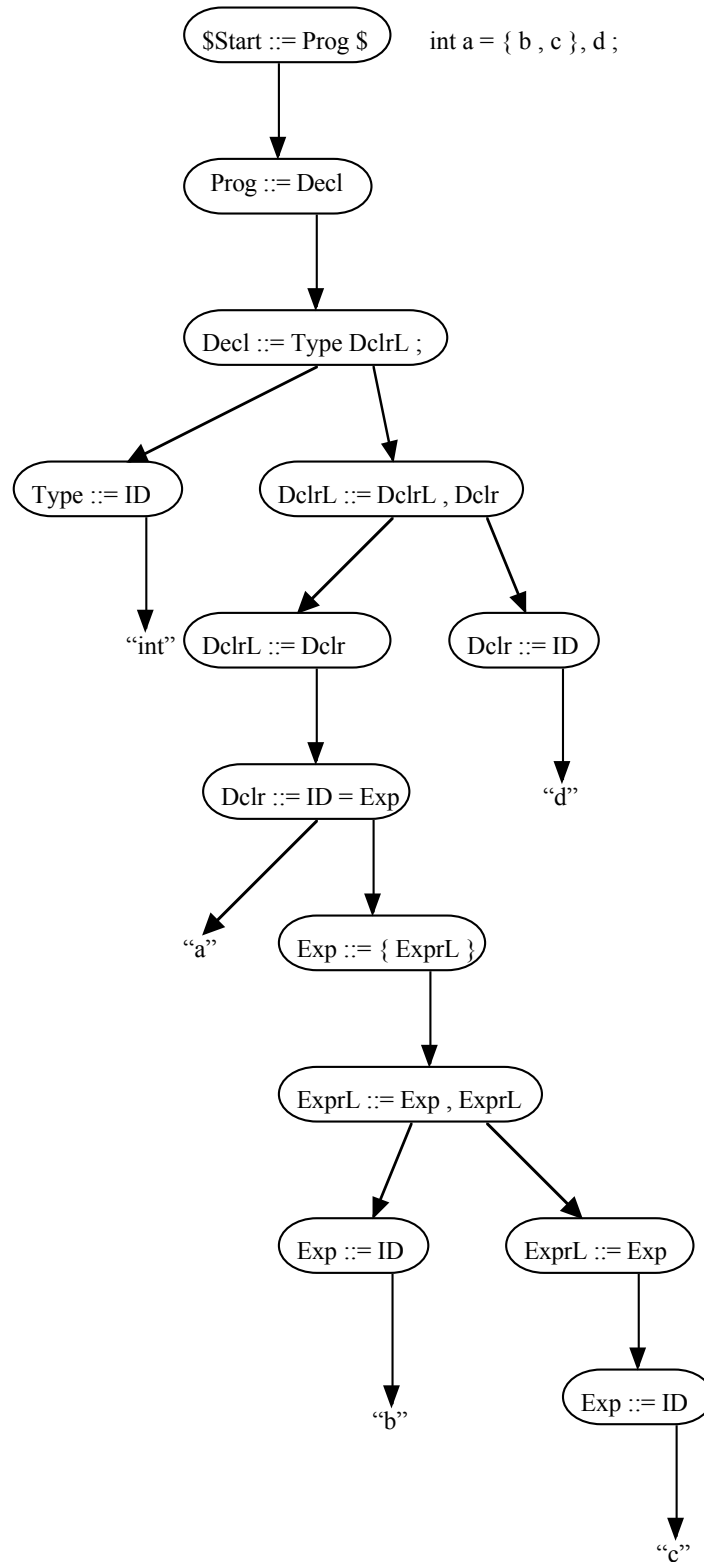 $Start ::= Prog $
int a = { b , c }, d ;
Prog ::= Decl
Decl ::= Type DclrL ;
Type ::= ID
DclrL ::= DclrL , Dclr
“int”
DclrL ::= Dclr
Dclr ::= ID
Dclr ::= ID = Exp
“d”
“a”
Exp ::= { ExprL }
ExprL ::= Exp , ExprL
Exp ::= ID
ExprL ::= Exp
“b”
Exp ::= ID
“c”